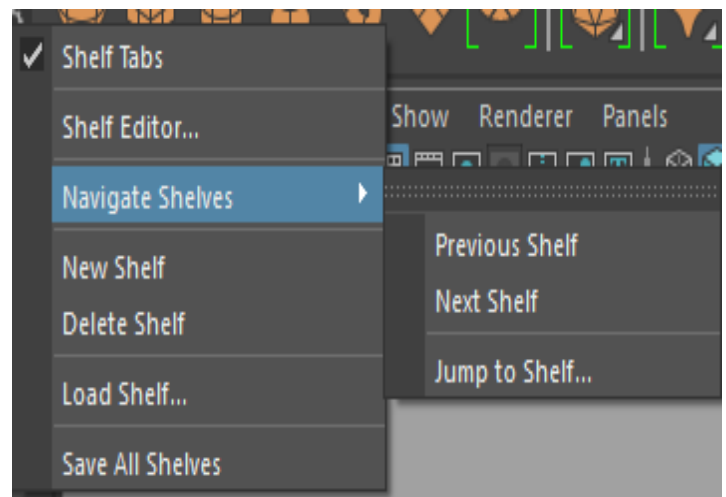 Shelf Tabs
Shelf Editor...
Show Renderer Panels
Navigate Shelves
New Shelf
Delete Shelf
Load Shelf...
Save All Shelves
Previous Shelf
Next Shelf
Jump to Shelf...